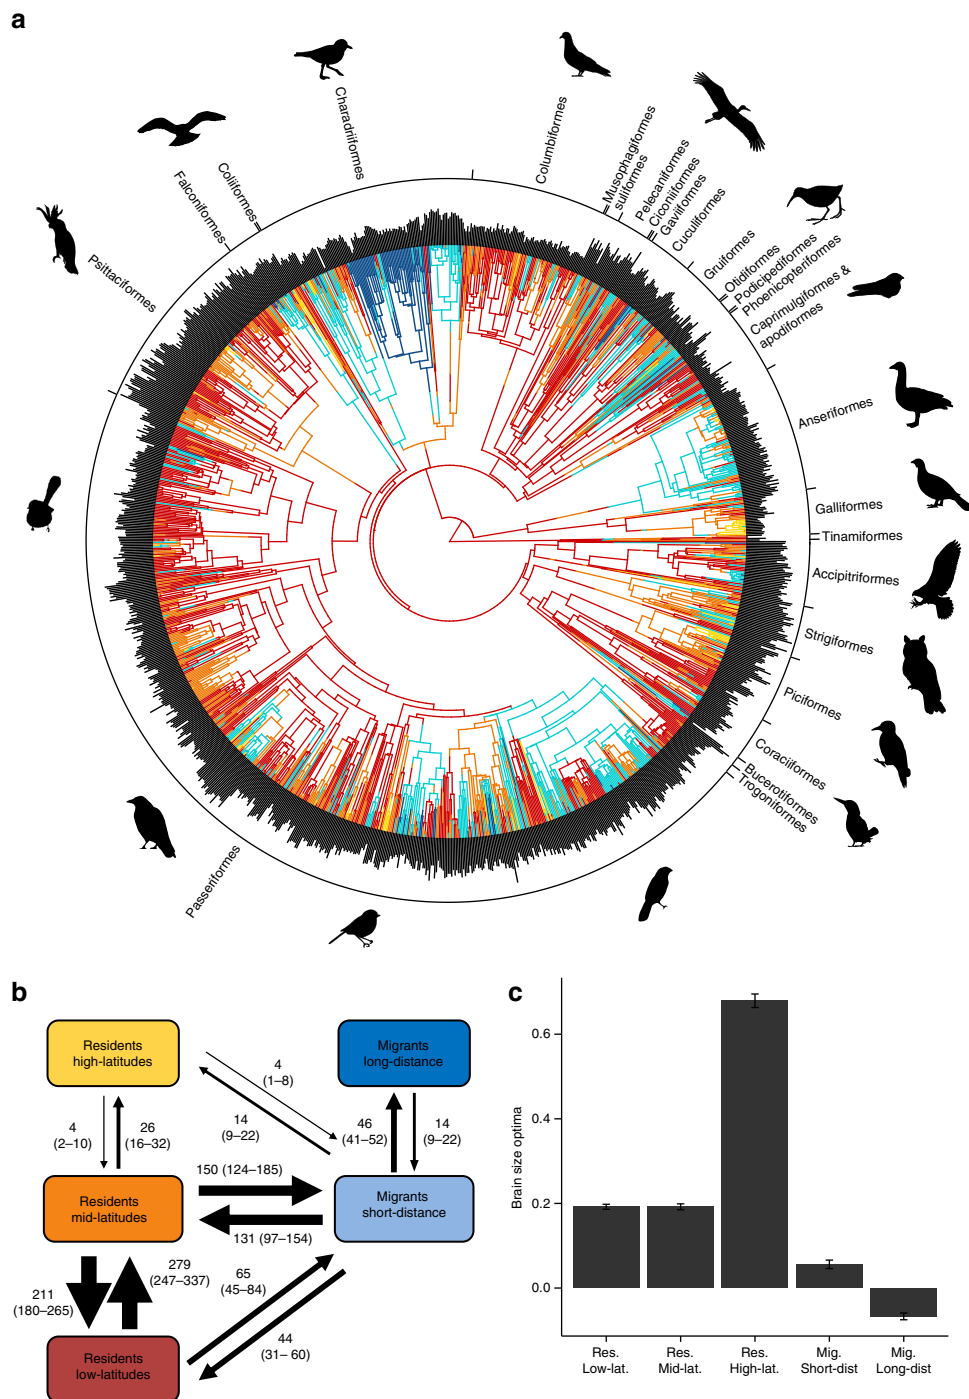 a
Charadriiformes
Columbiformes
Musophagiformes
suliformes
Pelecaniformes
Ciconiiformes
Gaviiformes
Cuculiformes
Gruiformes
Otidiformes
Podicipediformes
Phoenicopteriformes
Caprimulgiformes &
apodiformes
Anseriformes
Galliformes
Tinamiformes
Accipitriformes
Strigiformes
Piciformes
Coraciiformes
Bucerotiformes
Trogoniformes
Passeriformes
Psittaciformes
Falconiformes
Coliiformes
b
Residents
high-latitudes
Migrants
long-distance
4
(1–8)
4
(2–10)
26
(16–32)
14
(9–22)
46
(41–52)
14
(9–22)
150 (124–185)
Residents
mid-latitudes
Migrants
short-distance
131 (97–154)
211
(180–265)
279
(247–337)
65
(45–84)
44
(31– 60)
Residents
low-latitudes
c
Brain size optima
0.6
0.4
0.2
0.0
Res.
Low-lat.
Res.
Mid-lat.
Res.
High-lat.
Mig.
Short-dist
Mig.
Long-dist